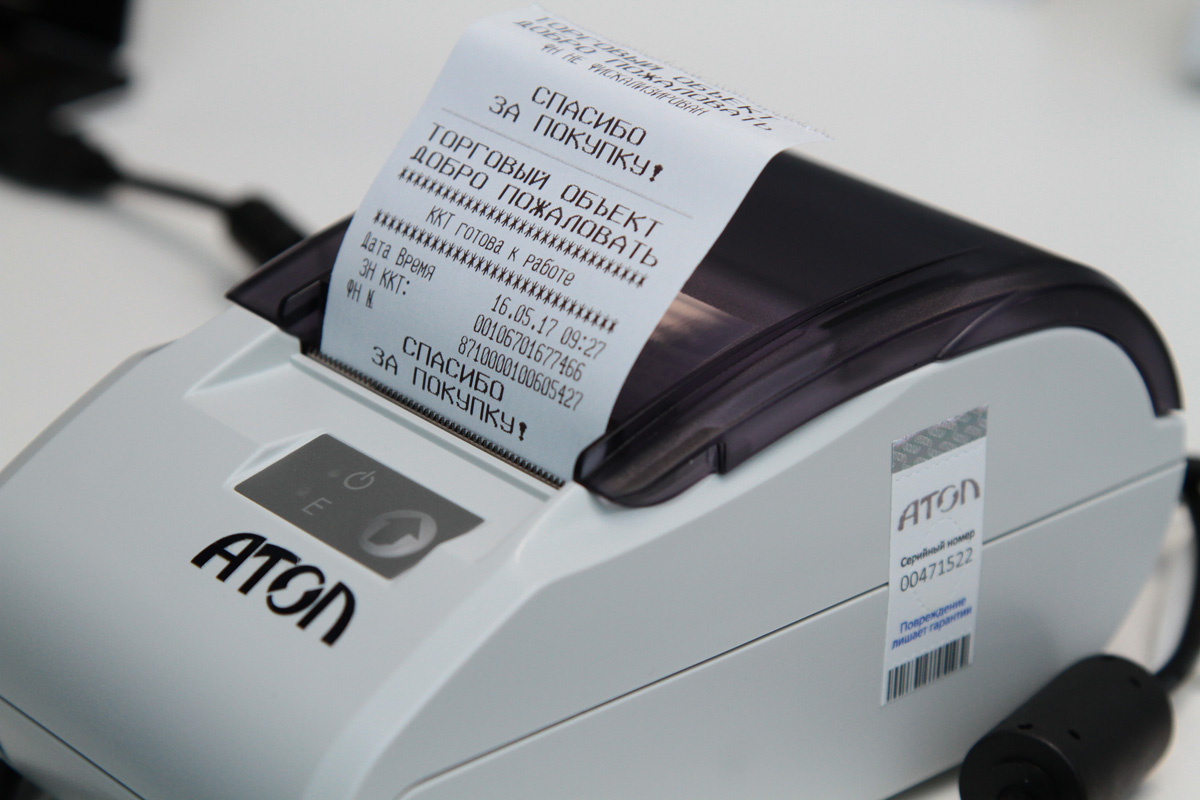 ТОРГОВЫЙ ОБЪЕКТ
ДОБРО ПОЖАЛОВАТЬ
ФН НЕ ФИСКАЛИЗИРОВАН
СПАСИБО
ЗА ПОКУПКУ!
ТОРГОВЫЙ ОБЪЕКТ
ДОБРО ПОЖАЛОВАТЬ
ККТ готова к работе
Дата Время 16.05.17 09:27
ЗН ККТ: 00106701677466
ФН № 8710000100605427
СПАСИБО
ЗА ПОКУПКУ!
E
АТОЛ
АТОЛ
Серийный номер
00471522
Повреждение
лишает гарантии